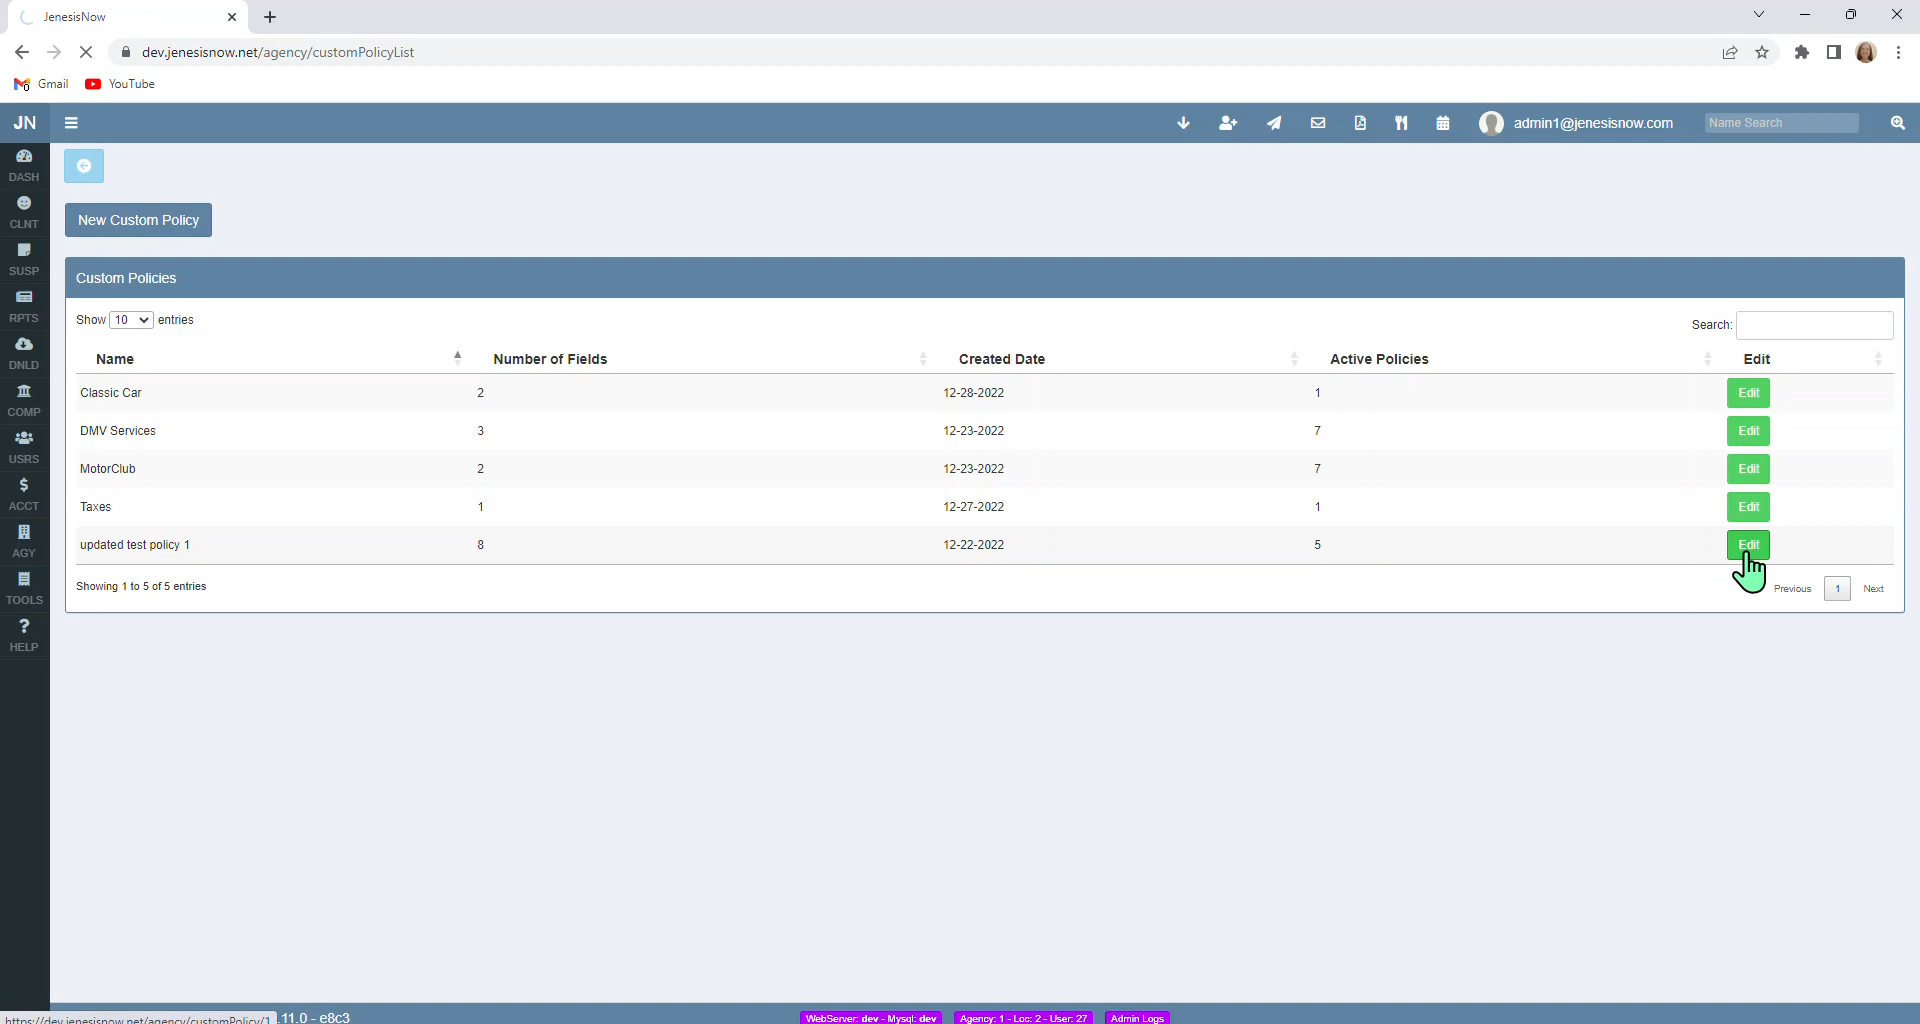 JenesisNow
dev.jenesisnow.net/agency/customPolicyList
Gmail YouTube
JN admin1@jenesisnow.com Name Search
DASH
CLNT
SUSP
RPTS
DNLD
COMP
USRS
ACCT
AGY
TOOLS
HELP
New Custom Policy
Custom Policies
Show 10 entries Search:
Name Number of Fields Created Date Active Policies Edit
Classic Car 2 12-28-2022 1 Edit
DMV Services 3 12-23-2022 7 Edit
MotorClub 2 12-23-2022 7 Edit
Taxes 1 12-27-2022 1 Edit
updated test policy 1 8 12-22-2022 5 Edit
Showing 1 to 5 of 5 entries Previous 1 Next
https://dev.jenesisnow.net/agency/customPolicy/1 .11.0 - e8c3 WebServer: dev - Mysql: dev Agency: 1 - Loc: 2 - User: 27 Admin Logs